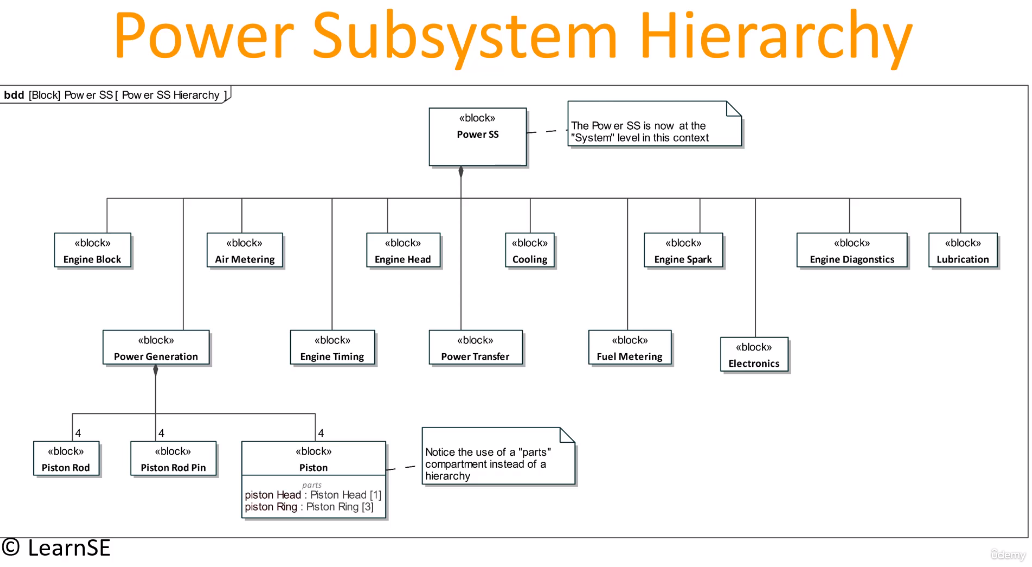 Power Subsystem Hierarchy
bdd [Block] Power SS[ Power SS Hierarchy ]
«block»
Power SS
The Power SS is now at the
"System" level in this context
«block»
Engine Block
«block»
Air Metering
«block»
Engine Head
«block»
Cooling
«block»
Engine Spark
«block»
Engine Diagonstics
«block»
Lubrication
«block»
Power Generation
«block»
Engine Timing
«block»
Power Transfer
«block»
Fuel Metering
«block»
Electronics
4
4
4
«block»
Piston Rod
«block»
Piston Rod Pin
«block»
Piston
parts
piston Head : Piston Head [1]
piston Ring : Piston Ring [3]
Notice the use of a "parts"
compartment instead of a
hierarchy
© LearnSE
ûdemy